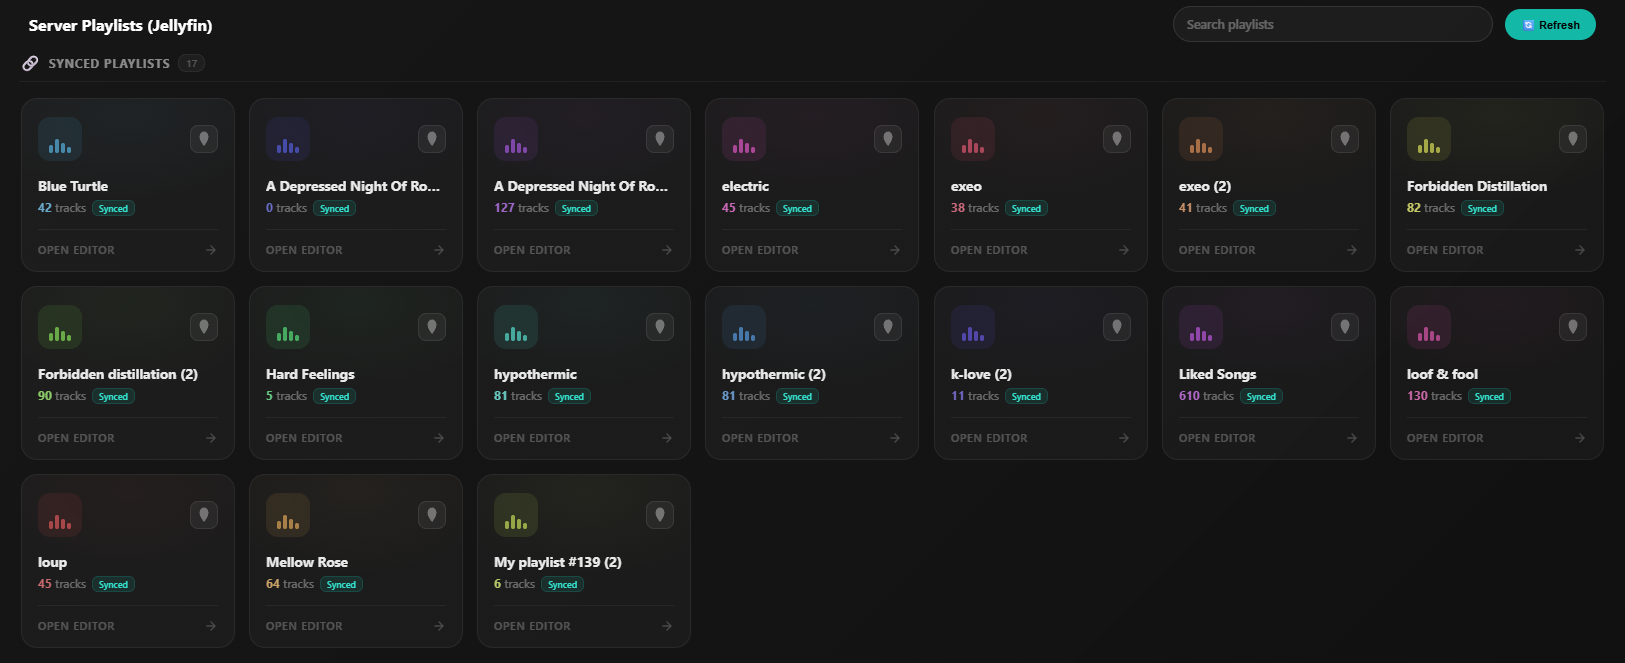 Server Playlists (Jellyfin)
Search playlists
Refresh
SYNCED PLAYLISTS 17
Blue Turtle
42 tracks Synced
OPEN EDITOR →
A Depressed Night Of Ro...
0 tracks Synced
OPEN EDITOR →
A Depressed Night Of Ro...
127 tracks Synced
OPEN EDITOR →
electric
45 tracks Synced
OPEN EDITOR →
exeo
38 tracks Synced
OPEN EDITOR →
exeo (2)
41 tracks Synced
OPEN EDITOR →
Forbidden Distillation
82 tracks Synced
OPEN EDITOR →
Forbidden distillation (2)
90 tracks Synced
OPEN EDITOR →
Hard Feelings
5 tracks Synced
OPEN EDITOR →
hypothermic
81 tracks Synced
OPEN EDITOR →
hypothermic (2)
81 tracks Synced
OPEN EDITOR →
k-love (2)
11 tracks Synced
OPEN EDITOR →
Liked Songs
610 tracks Synced
OPEN EDITOR →
loof & fool
130 tracks Synced
OPEN EDITOR →
loup
45 tracks Synced
OPEN EDITOR →
Mellow Rose
64 tracks Synced
OPEN EDITOR →
My playlist #139 (2)
6 tracks Synced
OPEN EDITOR →